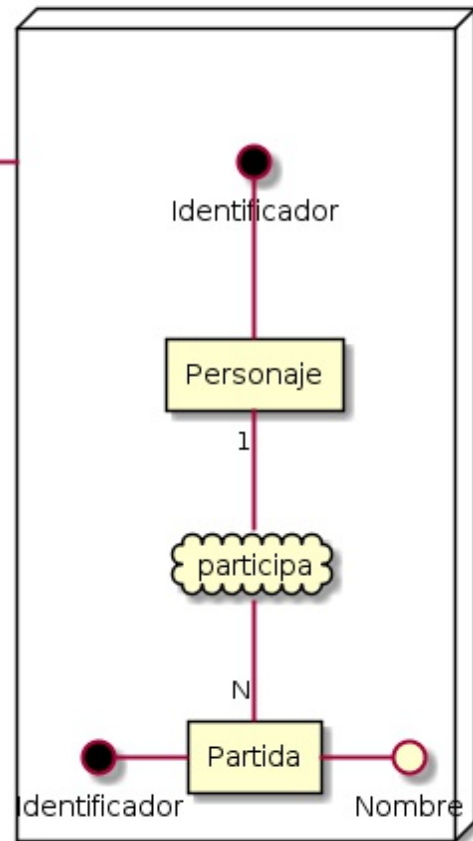 Identificador
Personaje
1
participa
N
Partida
Identificador
Nombre